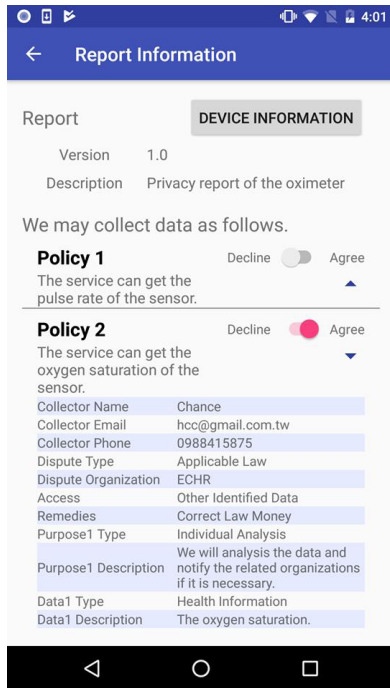 4:01
Report Information
Report
DEVICE INFORMATION
Version 1.0
Description Privacy report of the oximeter
We may collect data as follows.
Policy 1 Decline Agree
The service can get the
pulse rate of the sensor.
Policy 2 Decline Agree
The service can get the
oxygen saturation of the
sensor.
Collector Name Chance
Collector Email hcc@gmail.com.tw
Collector Phone 0988415875
Dispute Type Applicable Law
Dispute Organization ECHR
Access Other Identified Data
Remedies Correct Law Money
Purpose1 Type Individual Analysis
Purpose1 Description We will analysis the data and
notify the related organizations
if it is necessary.
Data1 Type Health Information
Data1 Description The oxygen saturation.